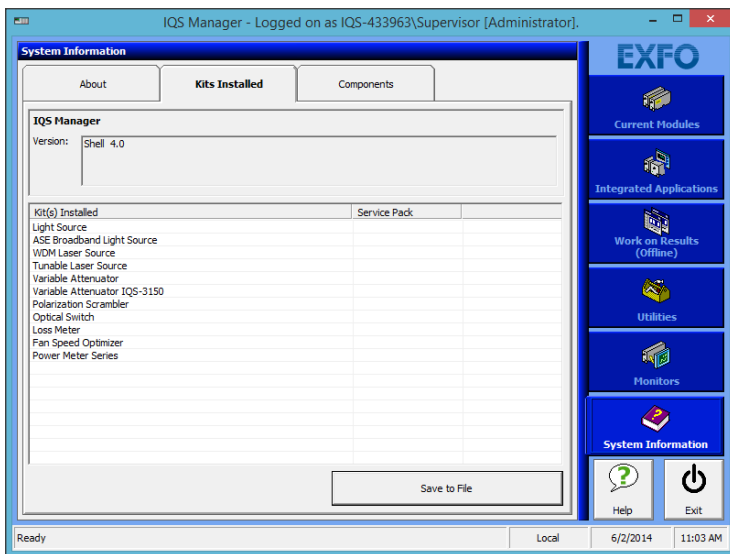 IQS Manager - Logged on as IQS-433963\Supervisor [Administrator].
System Information
About
Kits Installed
Components
IQS Manager
Version:
Shell 4.0
Kit(s) Installed
Service Pack
Light Source
ASE Broadband Light Source
WDM Laser Source
Tunable Laser Source
Variable Attenuator
Variable Attenuator IQS-3150
Polarization Scrambler
Optical Switch
Loss Meter
Fan Speed Optimizer
Power Meter Series
Save to File
EXFO
Current Modules
Integrated Applications
Work on Results
(Offline)
Utilities
Monitors
System Information
Help
Exit
Ready
Local
6/2/2014
11:03 AM